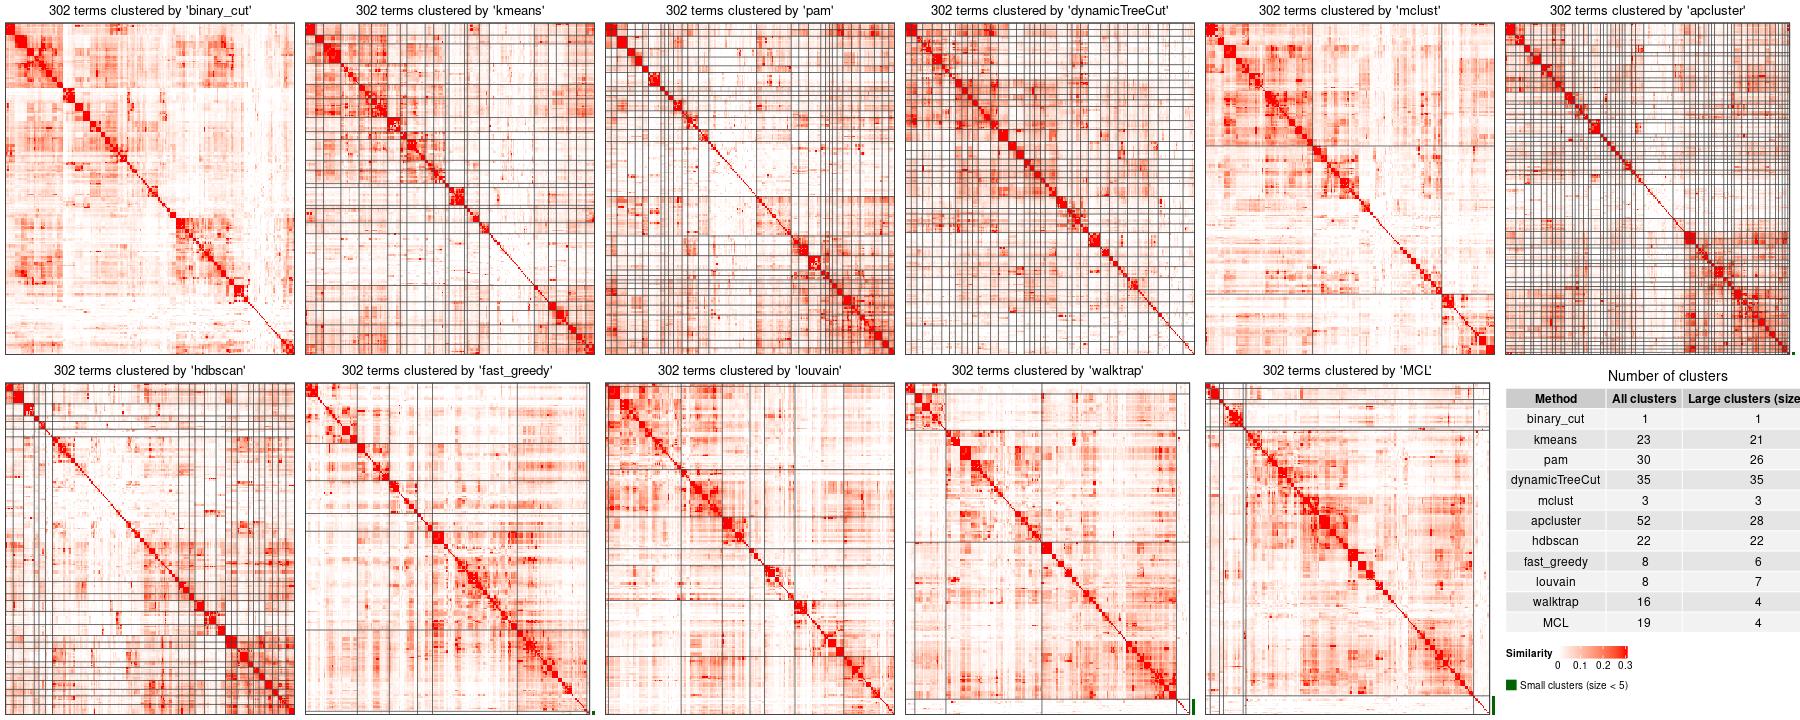 302 terms clustered by 'binary_cut'
302 terms clustered by 'kmeans'
302 terms clustered by 'pam'
302 terms clustered by 'dynamicTreeCut'
302 terms clustered by 'mclust'
302 terms clustered by 'apcluster'
302 terms clustered by 'hdbscan'
302 terms clustered by 'fast_greedy'
302 terms clustered by 'louvain'
302 terms clustered by 'walktrap'
302 terms clustered by 'MCL'
Number of clusters
Method All clusters Large clusters (size
binary_cut 1 1
kmeans 23 21
pam 30 26
dynamicTreeCut 35 35
mclust 3 3
apcluster 52 28
hdbscan 22 22
fast_greedy 8 6
louvain 8 7
walktrap 16 4
MCL 19 4
Similarity
0 0.1 0.2 0.3
Small clusters (size < 5)